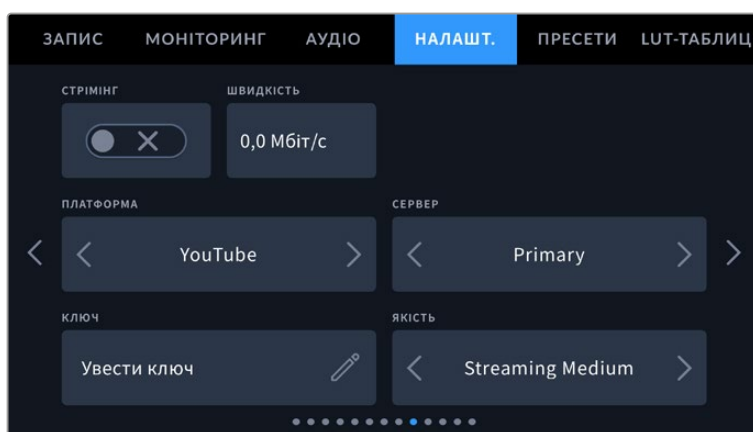 ЗАПИС МОНІТОРИНГ АУДІО НАЛАШТ. ПРЕСЕТИ LUT-ТАБЛИЦ
СТРІМІНГ ШВИДКІСТЬ
0,0 Мбіт/с
ПЛАТФОРМА СЕРВЕР
YouTube Primary
КЛЮЧ ЯКІСТЬ
Увести ключ Streaming Medium